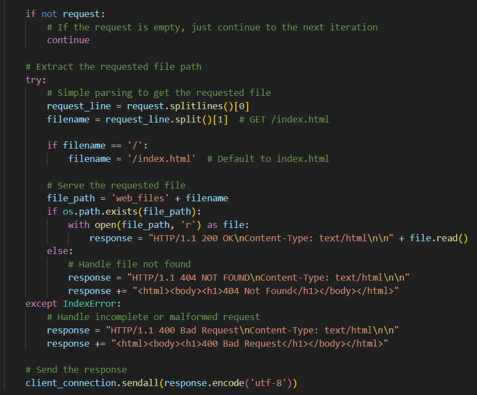 if not request:
    # If the request is empty, just continue to the next iteration
    continue

# Extract the requested file path
try:
    # Simple parsing to get the requested file
    request_line = request.splitlines()[0]
    filename = request_line.split()[1]  # GET /index.html

    if filename == '/':
        filename = '/index.html'  # Default to index.html

    # Serve the requested file
    file_path = 'web_files' + filename
    if os.path.exists(file_path):
        with open(file_path, 'r') as file:
            response = "HTTP/1.1 200 OK\nContent-Type: text/html\n\n" + file.read()
    else:
        # Handle file not found
        response = "HTTP/1.1 404 NOT FOUND\nContent-Type: text/html\n\n"
        response += "<html><body><h1>404 Not Found</h1></body></html>"
except IndexError:
    # Handle incomplete or malformed request
    response = "HTTP/1.1 400 Bad Request\nContent-Type: text/html\n\n"
    response += "<html><body><h1>400 Bad Request</h1></body></html>"

# Send the response
client_connection.sendall(response.encode('utf-8'))